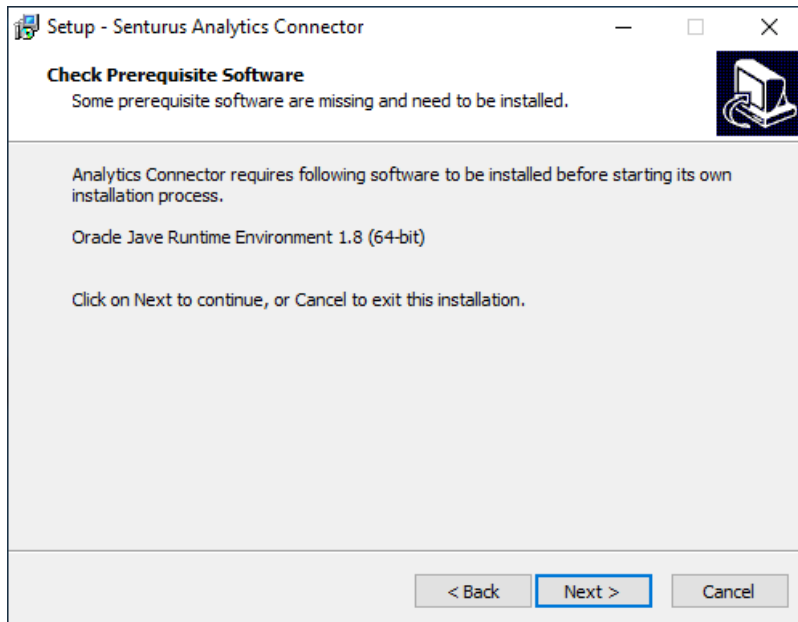 Setup - Senturus Analytics Connector
Check Prerequisite Software
Some prerequisite software are missing and need to be installed.
Analytics Connector requires following software to be installed before starting its own
installation process.
Oracle Jave Runtime Environment 1.8 (64-bit)
Click on Next to continue, or Cancel to exit this installation.
< Back Next > Cancel